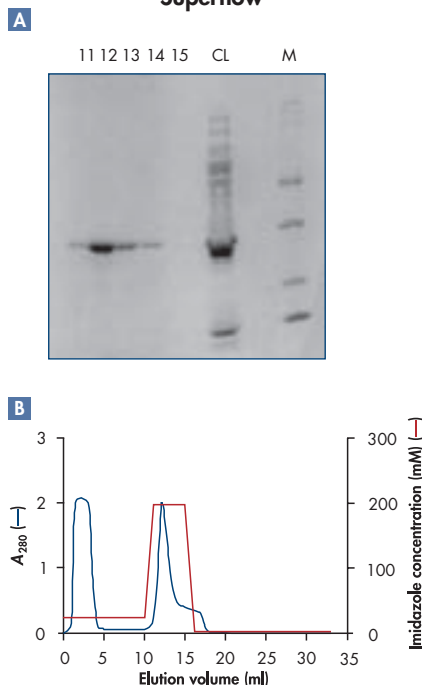 Superflow
A
11 12 13 14 15 CL M
B
3
2
1
0
A280 (—)
300
200
100
0
Imidazole concentration (mM) (—)
0 5 10 15 20 25 30 35
Elution volume (ml)